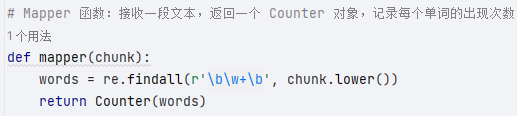 # Mapper 函数：接收一段文本，返回一个 Counter 对象，记录每个单词的出现次数
1个用法
def mapper(chunk):
    words = re.findall(r'\b\w+\b', chunk.lower())
    return Counter(words)